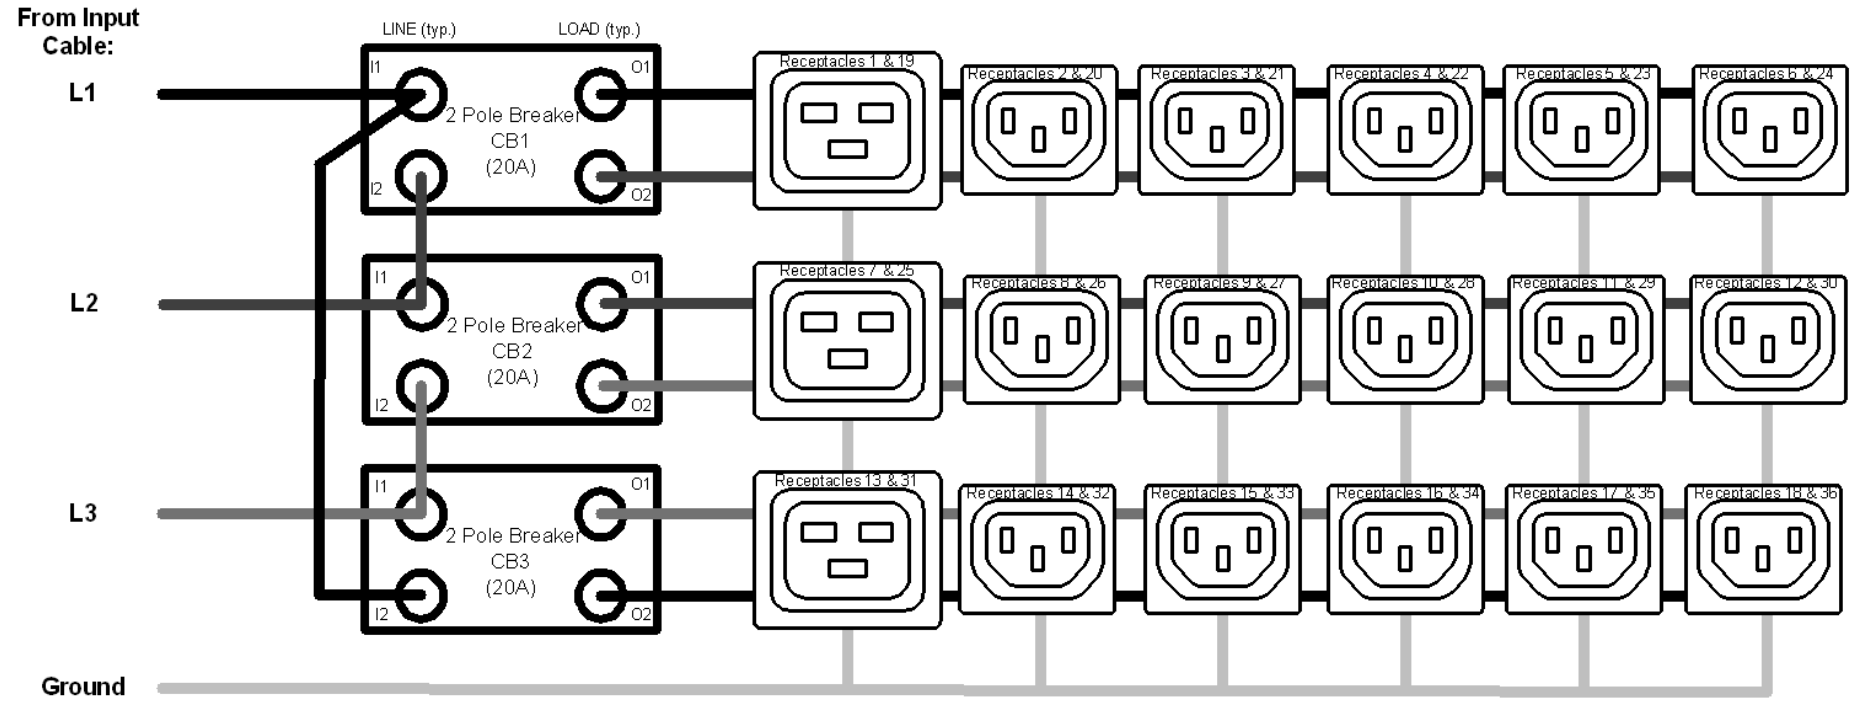 From Input
Cable:
LINE (typ.)
LOAD (typ.)
L1
I1
O1
2 Pole Breaker
CB1
(20A)
I2
O2
Receptacles 1 & 19
Receptacles 2 & 20
Receptacles 3 & 21
Receptacles 4 & 22
Receptacles 5 & 23
Receptacles 6 & 24
L2
I1
O1
2 Pole Breaker
CB2
(20A)
I2
O2
Receptacles 7 & 25
Receptacles 8 & 26
Receptacles 9 & 27
Receptacles 10 & 28
Receptacles 11 & 29
Receptacles 12 & 30
L3
I1
O1
2 Pole Breaker
CB3
(20A)
I2
O2
Receptacles 13 & 31
Receptacles 14 & 32
Receptacles 15 & 33
Receptacles 16 & 34
Receptacles 17 & 35
Receptacles 18 & 36
Ground